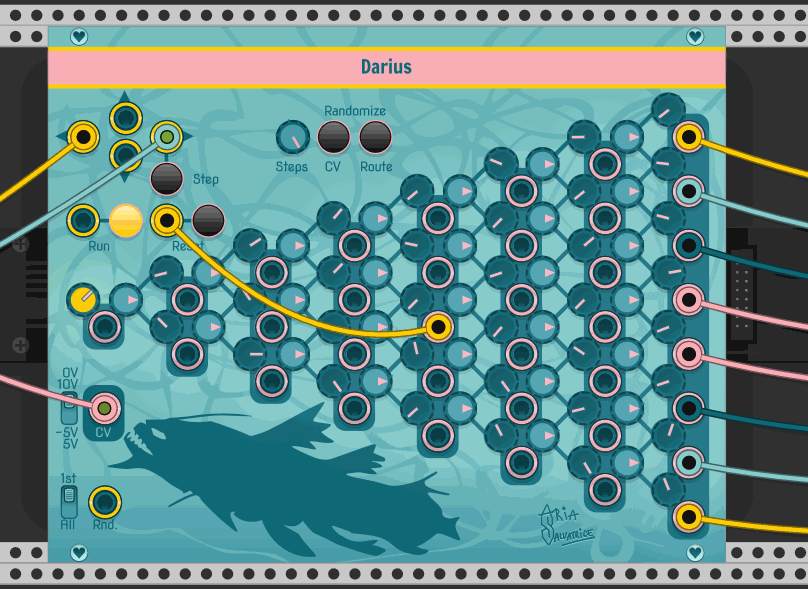 Darius
Randomize
Steps CV Route
Step
Run Reset
0V
10V
-5V
5V
CV
1st
All
Rnd.
ARIA
SALVATRICE